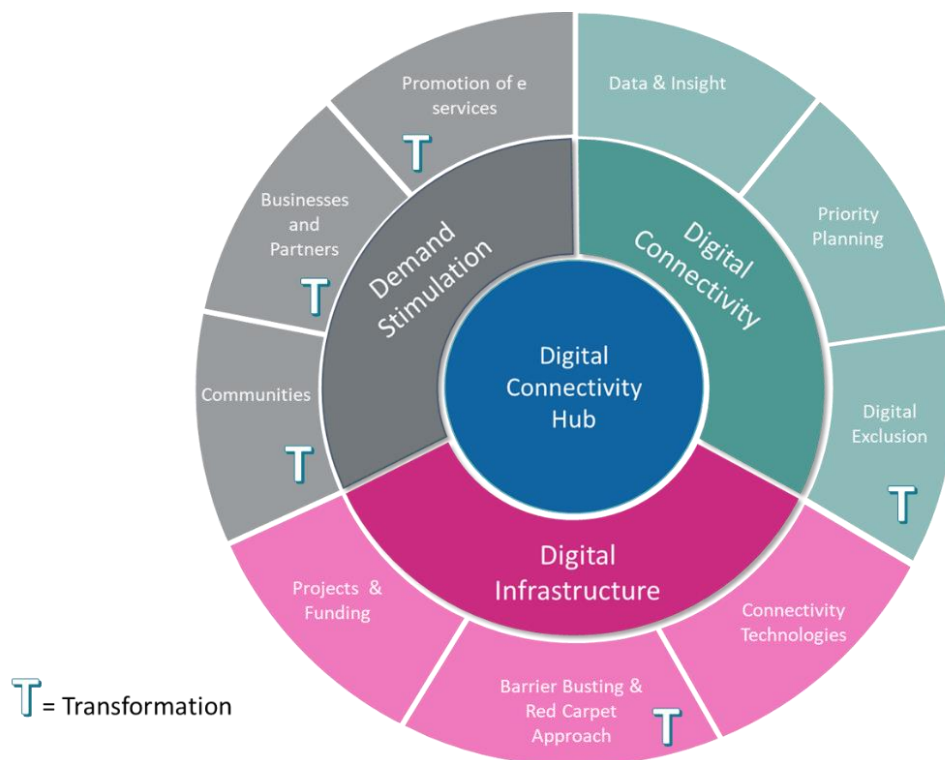 Promotion of e
services
T
Data & Insight
Businesses
and
Partners
T
Priority
Planning
Demand
Stimulation
Digital
Connectivity
Digital
Connectivity
Hub
Communities
T
Digital
Exclusion
T
Digital
Infrastructure
Projects &
Funding
Connectivity
Technologies
Barrier Busting &
Red Carpet
Approach
T
T = Transformation